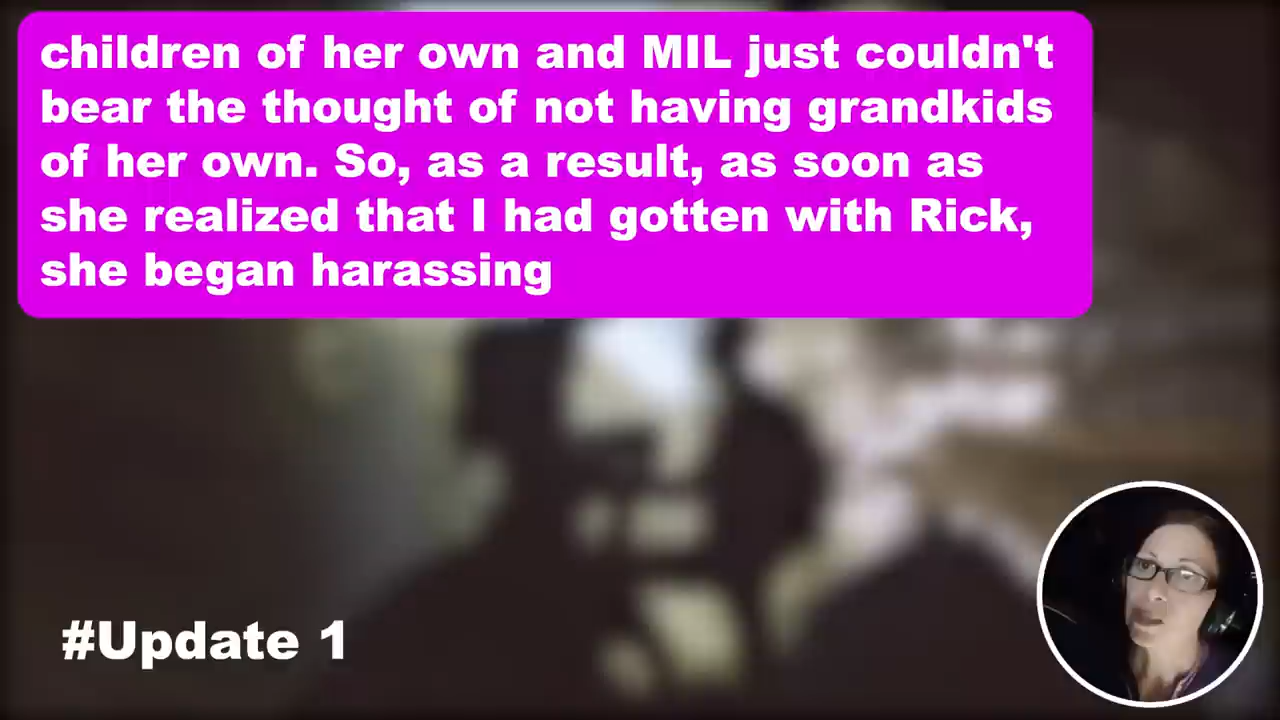 children of her own and MIL just couldn't
bear the thought of not having grandkids
of her own. So, as a result, as soon as
she realized that I had gotten with Rick,
she began harassing
#Update 1